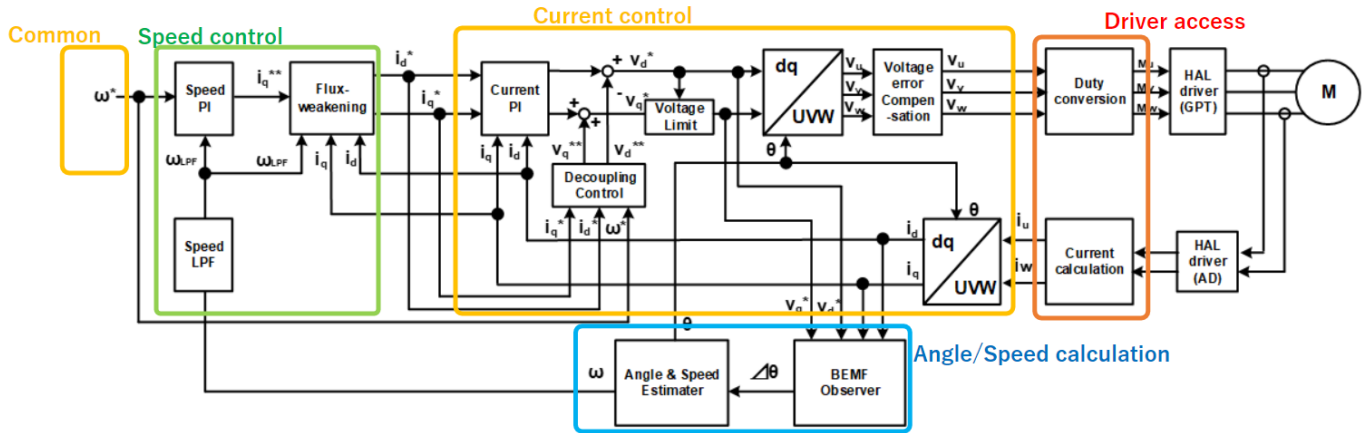 Common
Speed control
Current control
Driver access
ω*
Speed
PI
iq**
Flux-
weakening
id*
iq*
ωLPF
ωLPF
iq
id
Speed
LPF
Current
PI
iq
id
+
-
+
+
vd*
vq*
vq**
vd**
Decoupling
Control
iq*
id*
ω*
Voltage
Limit
dq
UVW
θ
Vu
Vv
Vw
Voltage
error
Compen
-sation
Vu
Vv
Vw
Duty
conversion
Mu
Mv
Mw
HAL
driver
(GPT)
M
θ
id
iq
dq
UVW
iu
iw
Current
calculation
HAL
driver
(AD)
vq*
vd*
θ
ω
Angle & Speed
Estimater
⊿θ
BEMF
Observer
Angle/Speed calculation